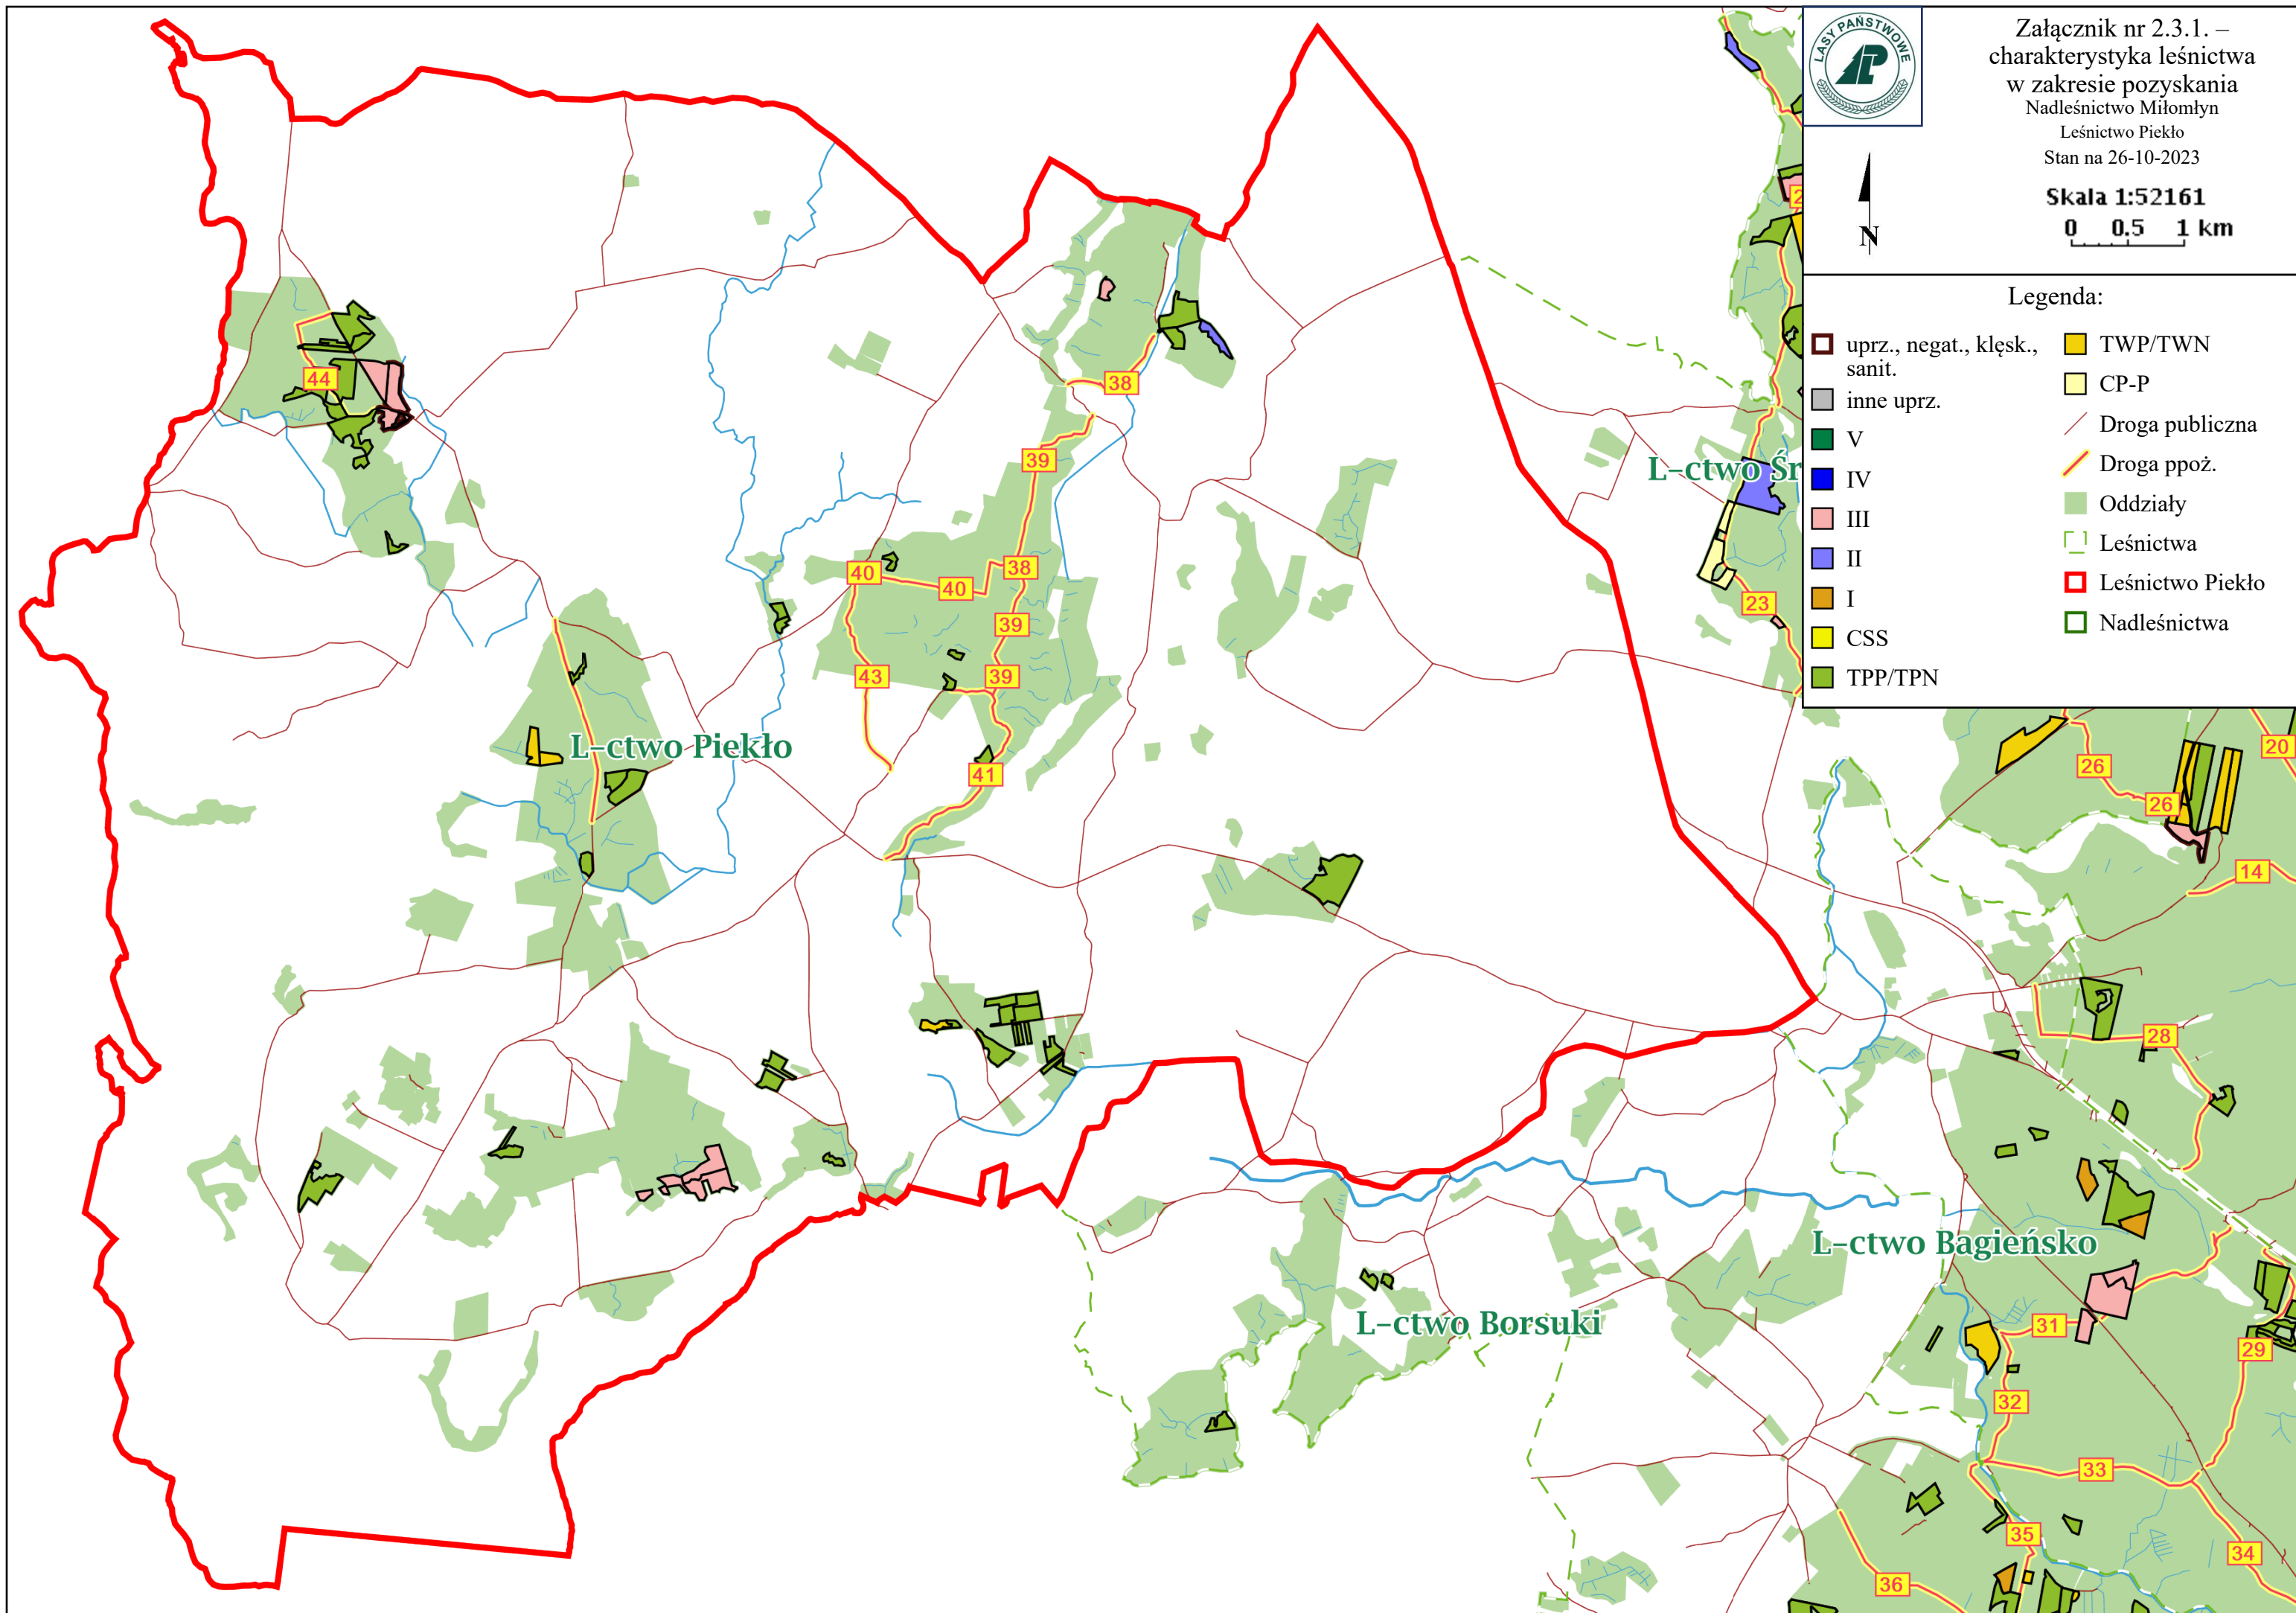 LASY PAŃSTWOWE
Załącznik nr 2.3.1. –
charakterystyka leśnictwa
w zakresie pozyskania
Nadleśnictwo Miłomłyn
Leśnictwo Piekło
Stan na 26-10-2023
Skala 1:52161
0 0.5 1 km
N
Legenda:
uprz., negat., klęsk.,
sanit.
inne uprz.
V
IV
III
II
I
CSS
TPP/TPN
TWP/TWN
CP-P
Droga publiczna
Droga ppoż.
Oddziały
Leśnictwa
Leśnictwo Piekło
Nadleśnictwa
44
38
39
40
40
38
39
43
39
41
L-ctwo Piekło
L-ctwo Śr
2
23
26
20
26
14
28
L-ctwo Bagieńsko
L-ctwo Borsuki
31
29
32
33
35
34
36